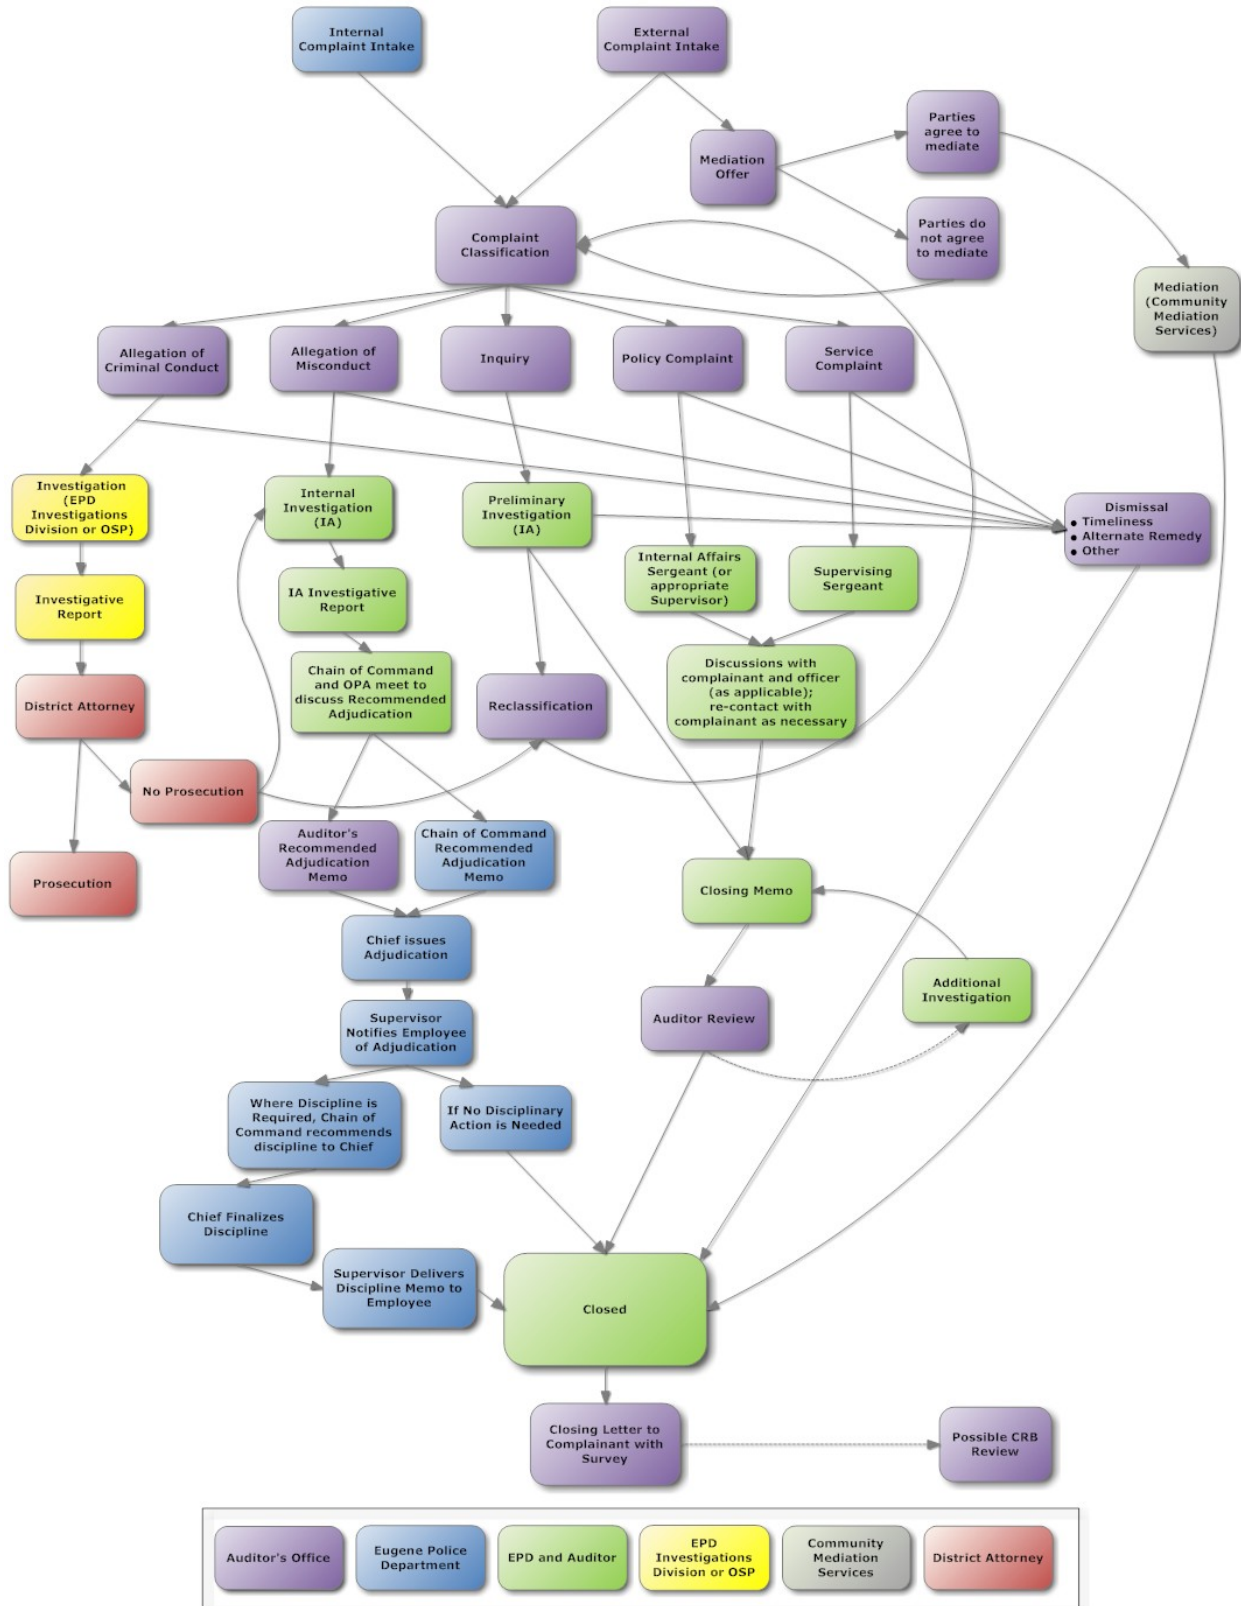 Internal
Complaint Intake
External
Complaint Intake
Parties
agree to
mediate
Mediation
Offer
Parties do
not agree
to mediate
Complaint
Classification
Mediation
(Community
Mediation
Services)
Allegation of
Criminal Conduct
Allegation of
Misconduct
Inquiry
Policy Complaint
Service
Complaint
Investigation
(EPD
Investigations
Division or OSP)
Internal
Investigation
(IA)
Preliminary
Investigation
(IA)
Dismissal
• Timeliness
• Alternate Remedy
• Other
Internal Affairs
Sergeant (or
appropriate
Supervisor)
Supervising
Sergeant
Investigative
Report
IA Investigative
Report
Chain of Command
and OPA meet to
discuss Recommended
Adjudication
Discussions with
complainant and officer
(as applicable);
re-contact with
complainant as necessary
District Attorney
Reclassification
No Prosecution
Auditor's
Recommended
Adjudication
Memo
Chain of Command
Recommended
Adjudication
Memo
Prosecution
Closing Memo
Chief issues
Adjudication
Additional
Investigation
Supervisor
Notifies Employee
of Adjudication
Auditor Review
Where Discipline is
Required, Chain of
Command recommends
discipline to Chief
If No Disciplinary
Action is Needed
Chief Finalizes
Discipline
Supervisor Delivers
Discipline Memo to
Employee
Closed
Closing Letter to
Complainant with
Survey
Possible CRB
Review
Auditor's Office
Eugene Police
Department
EPD and Auditor
EPD
Investigations
Division or OSP
Community
Mediation
Services
District Attorney